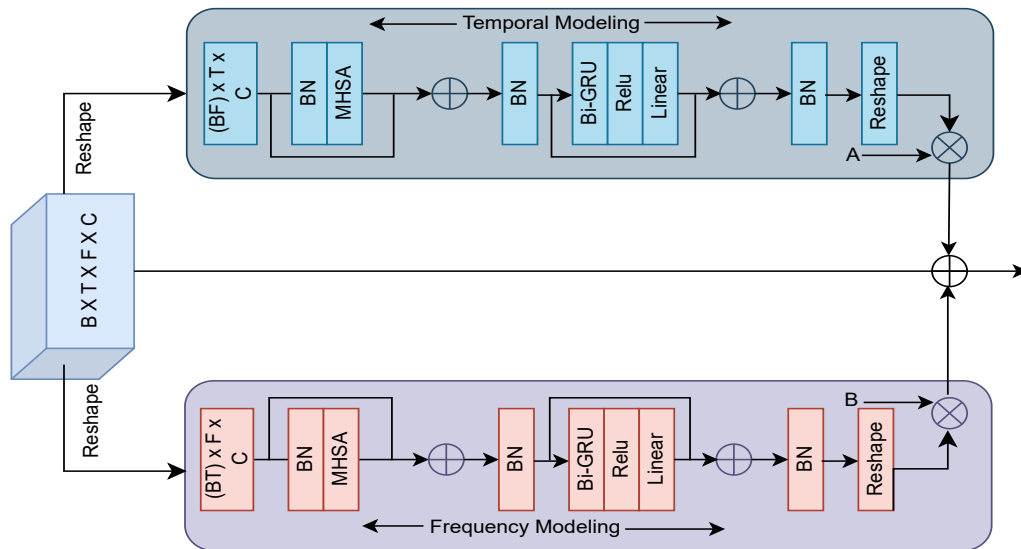 Temporal Modeling
(BF) x T x
C
BN
MHSA
BN
Bi-GRU
Relu
Linear
BN
Reshape
A
Reshape
B X T X F X C
Reshape
B
(BT) x F x
C
BN
MHSA
BN
Bi-GRU
Relu
Linear
BN
Reshape
Frequency Modeling